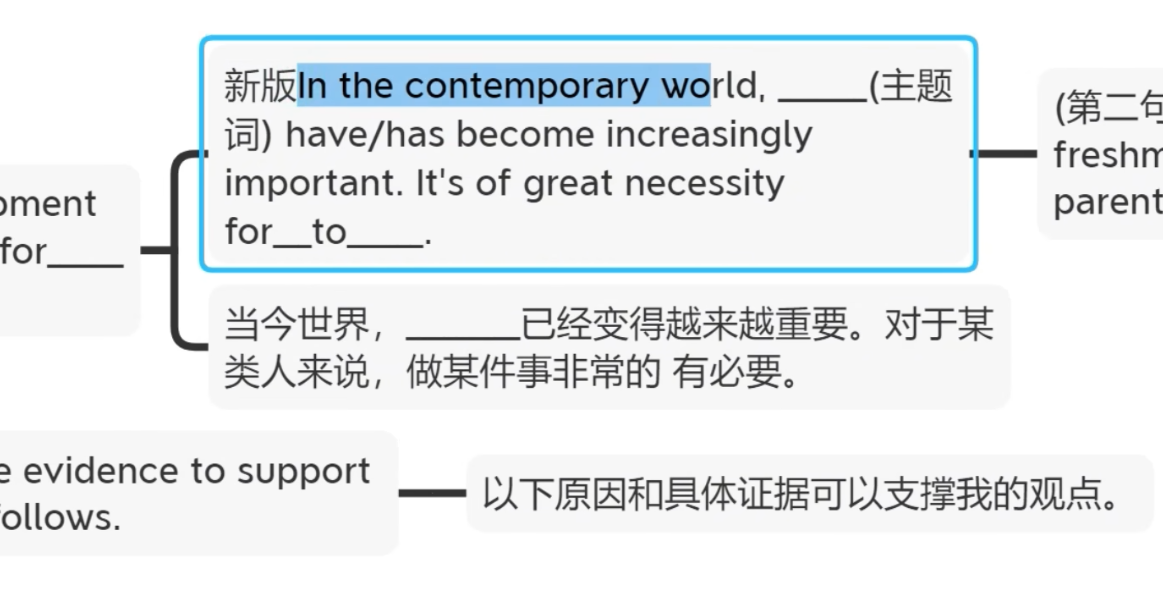 新版In the contemporary world, _____(主题
词) have/has become increasingly
important. It's of great necessity
for__to____.
(第二句
parent
for____
当今世界，______已经变得越来越重要。对于某
类人来说，做某件事非常的 有必要。
evidence to support
以下原因和具体证据可以支撑我的观点。